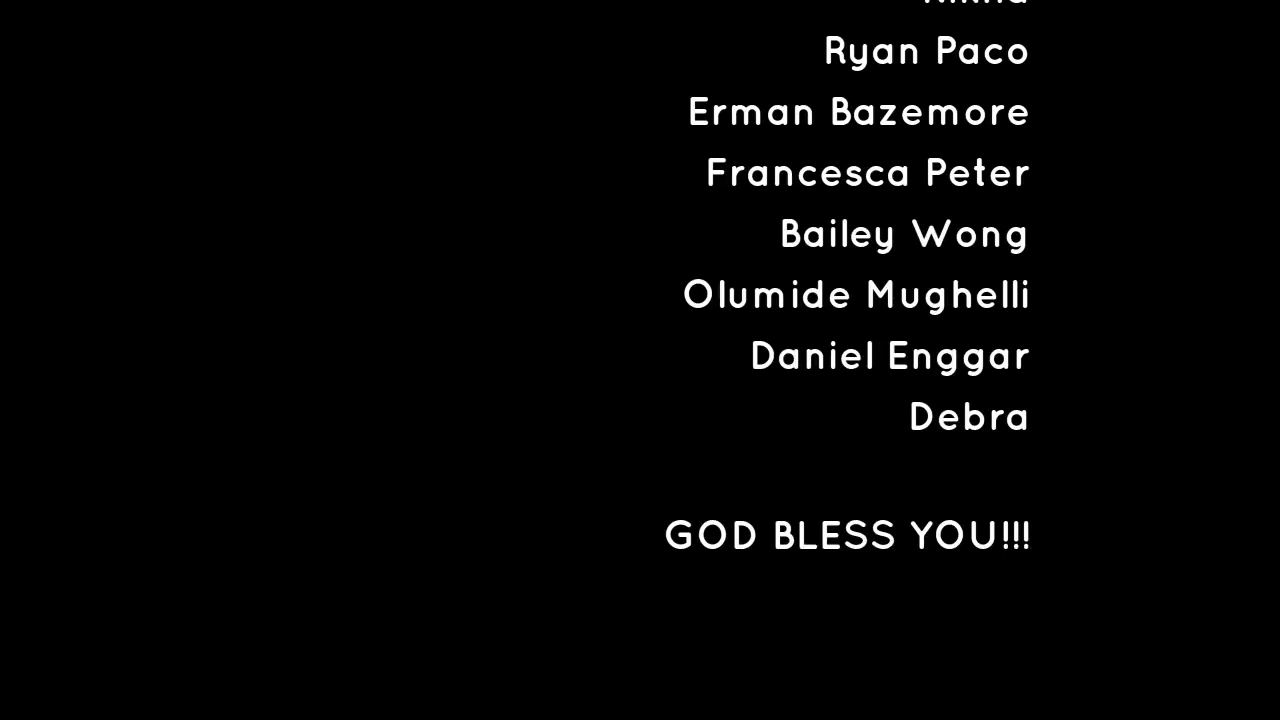 Ryan Paco
Erman Bazemore
Francesca Peter
Bailey Wong
Olumide Mughelli
Daniel Enggar
Debra
GOD BLESS YOU!!!